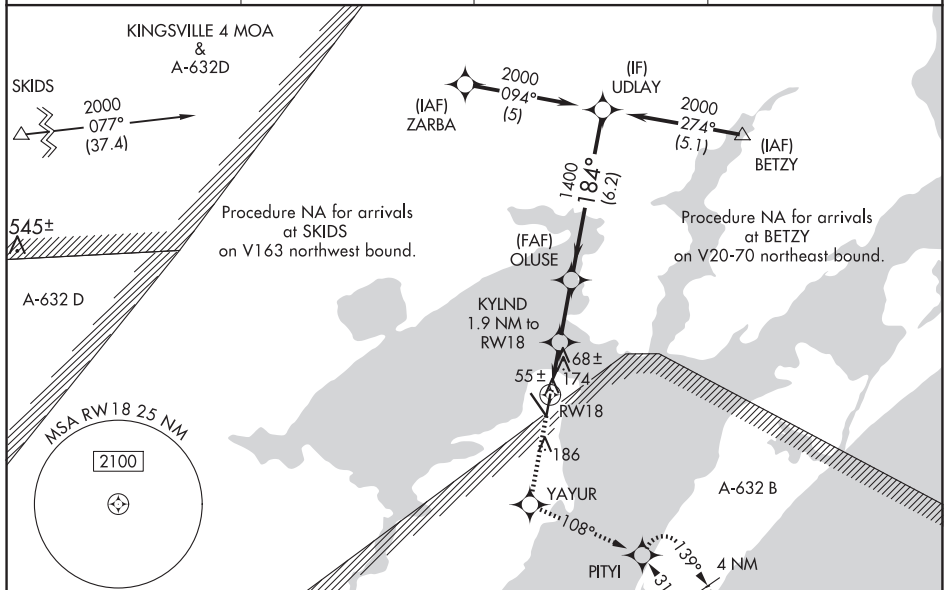 KINGSVILLE 4 MOA
&
A-632D
SKIDS
2000
077°
(37.4)
(IAF)
ZARBA
2000
094°
(5)
(IF)
UDLAY
2000
274°
(5.1)
(IAF)
BETZY
1400
184°
(6.2)
545±
Procedure NA for arrivals
at SKIDS
on V163 northwest bound.
Procedure NA for arrivals
at BETZY
on V20-70 northeast bound.
(FAF)
OLUSE
A-632 D
KYLND
1.9 NM to
RW18
68±
55±
174
RW18
MSA RW18 25 NM
2100
186
A-632 B
YAYUR
108°
PITYI
139°
4 NM
31